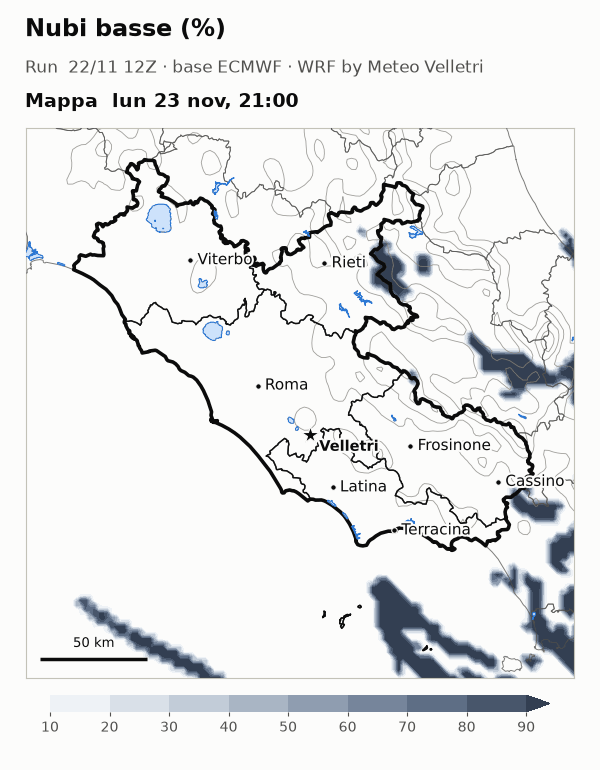 Nubi basse (%)
Run 22/11 12Z · base ECMWF · WRF by Meteo Velletri
Mappa lun 23 nov, 21:00
Viterbo
Rieti
Roma
Velletri
Frosinone
Cassino
Latina
Terracina
50 km
10 20 30 40 50 60 70 80 90